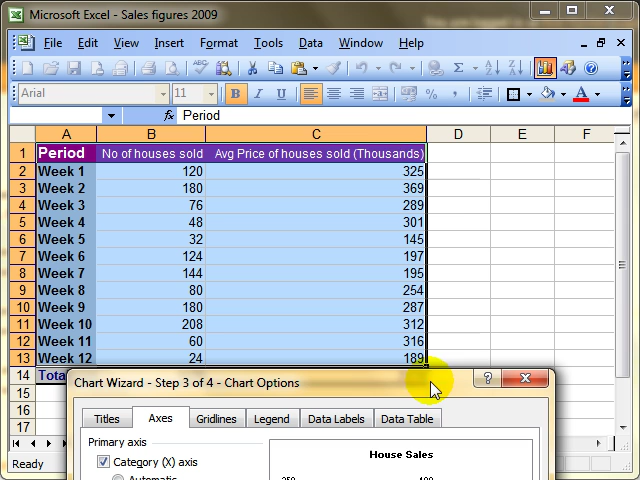 Microsoft Excel - Sales figures 2009
File Edit View Insert Format Tools Data Window Help
Arial 11 B I U
Period
A B C D E F
1 Period No of houses sold Avg Price of houses sold (Thousands)
2 Week 1 120 325
3 Week 2 180 369
4 Week 3 76 289
5 Week 4 48 301
6 Week 5 32 145
7 Week 6 124 197
8 Week 7 144 195
9 Week 8 80 254
10 Week 9 180 287
11 Week 10 208 312
12 Week 11 60 316
13 Week 12 24 189
14
15
16
17
Chart Wizard - Step 3 of 4 - Chart Options
Titles Axes Gridlines Legend Data Labels Data Table
Primary axis
Category (X) axis
House Sales
Ready